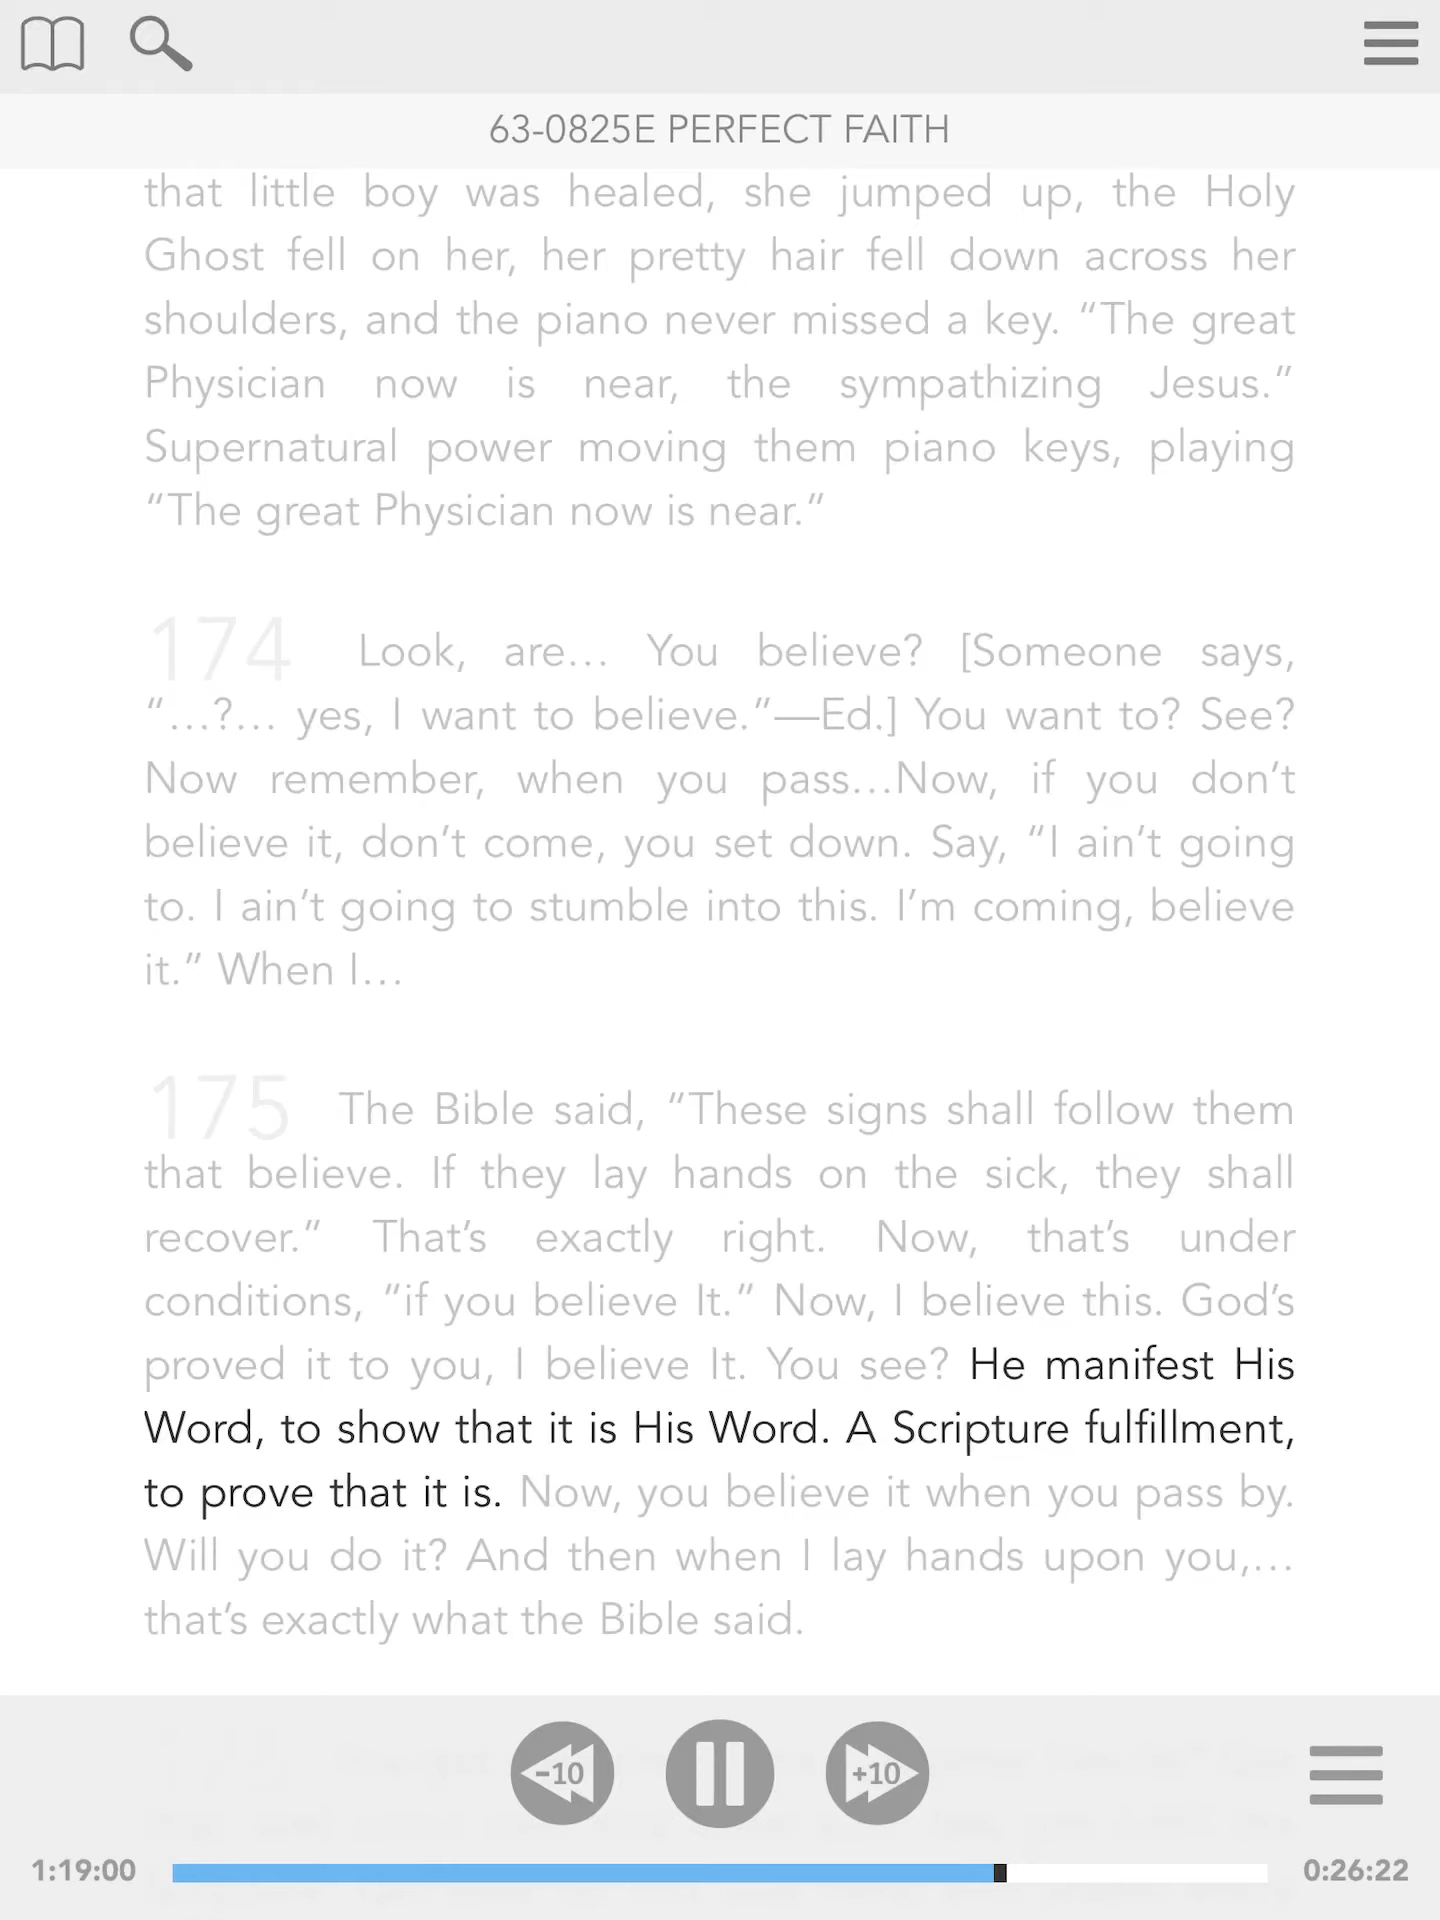 63-0825E PERFECT FAITH
that little boy was healed, she jumped up, the Holy
Ghost fell on her, her pretty hair fell down across her
shoulders, and the piano never missed a key. “The great
Physician now is near, the sympathizing Jesus.”
Supernatural power moving them piano keys, playing
“The great Physician now is near.”
174 Look, are… You believe? [Someone says,
“…?… yes, I want to believe.”—Ed.] You want to? See?
Now remember, when you pass…Now, if you don’t
believe it, don’t come, you set down. Say, “I ain’t going
to. I ain’t going to stumble into this. I’m coming, believe
it.” When I…
175 The Bible said, “These signs shall follow them
that believe. If they lay hands on the sick, they shall
recover.” That’s exactly right. Now, that’s under
conditions, “if you believe It.” Now, I believe this. God’s
proved it to you, I believe It. You see? He manifest His
Word, to show that it is His Word. A Scripture fulfillment,
to prove that it is. Now, you believe it when you pass by.
Will you do it? And then when I lay hands upon you,…
that’s exactly what the Bible said.
-10 +10
1:19:00 0:26:22